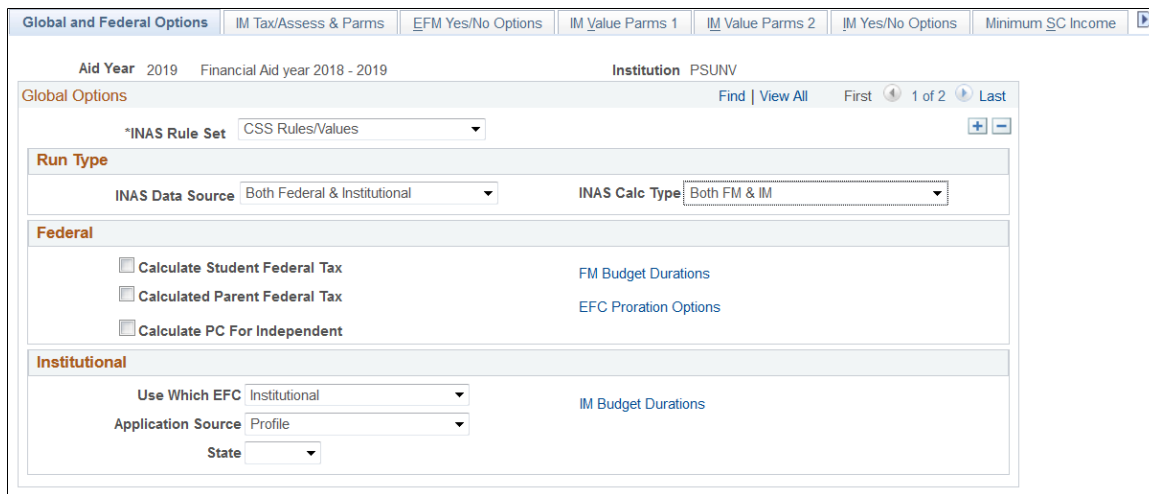 Global and Federal Options IM Tax/Assess & Parms EFM Yes/No Options IM Value Parms 1 IM Value Parms 2 IM Yes/No Options Minimum SC Income
Aid Year 2019 Financial Aid year 2018 - 2019 Institution PSUNV
Global Options Find | View All First 1 of 2 Last
*INAS Rule Set CSS Rules/Values
Run Type
INAS Data Source Both Federal & Institutional INAS Calc Type Both FM & IM
Federal
Calculate Student Federal Tax FM Budget Durations
Calculated Parent Federal Tax EFC Proration Options
Calculate PC For Independent
Institutional
Use Which EFC Institutional IM Budget Durations
Application Source Profile
State